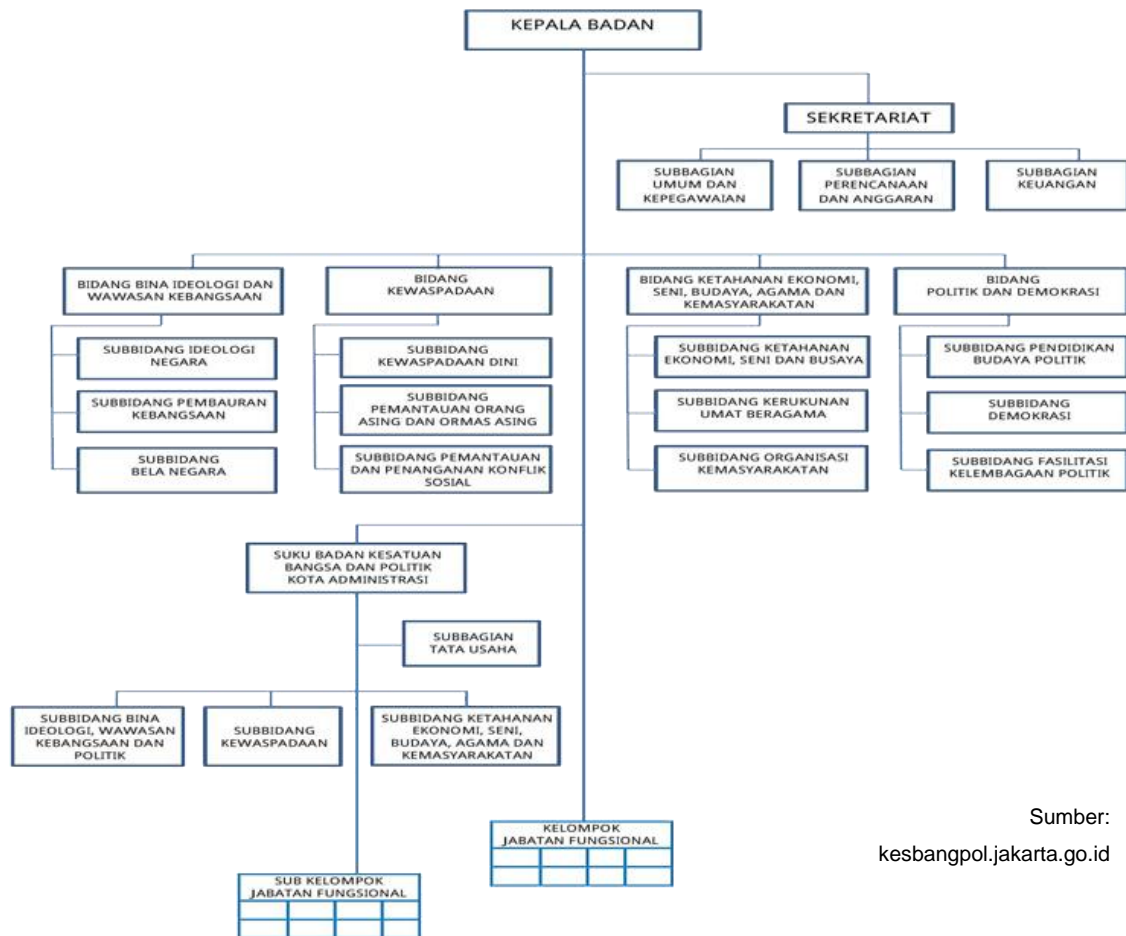 KEPALA BADAN
SEKRETARIAT
SUBBAGIAN
UMUM DAN
KEPEGAWAIAN
SUBBAGIAN
PERENCANAAN
DAN ANGGARAN
SUBBAGIAN
KEUANGAN
BIDANG BINA IDEOLOGI DAN
WAWASAN KEBANGSAAN
SUBBIDANG IDEOLOGI
NEGARA
SUBBIDANG PEMBAURAN
KEBANGSAAN
SUBBIDANG
BELA NEGARA
BIDANG
KEWASPADAAN
SUBBIDANG
KEWASPADAAN DINI
SUBBIDANG
PEMANTAUAN ORANG
ASING DAN ORMAS ASING
SUBBIDANG PEMANTAUAN
DAN PENANGANAN KONFLIK
SOSIAL
BIDANG KETAHANAN EKONOMI,
SENI, BUDAYA, AGAMA DAN
KEMASYARAKATAN
SUBBIDANG KETAHANAN
EKONOMI, SENI DAN BUSAYA
SUBBIDANG KERUKUNAN
UMAT BERAGAMA
SUBBIDANG ORGANISASI
KEMASYARAKATAN
BIDANG
POLITIK DAN DEMOKRASI
SUBBIDANG PENDIDIKAN
BUDAYA POLITIK
SUBBIDANG
DEMOKRASI
SUBBIDANG FASILITASI
KELEMBAGAAN POLITIK
SUKU BADAN KESATUAN
BANGSA DAN POLITIK
KOTA ADMINISTRASI
SUBBAGIAN
TATA USAHA
SUBBIDANG BINA
IDEOLOGI, WAWASAN
KEBANGSAAN DAN
POLITIK
SUBBIDANG
KEWASPADAAN
SUBBIDANG KETAHANAN
EKONOMI, SENI,
BUDAYA, AGAMA DAN
KEMASYARAKATAN
KELOMPOK
JABATAN FUNGSIONAL
SUB KELOMPOK
JABATAN FUNGSIONAL
Sumber:
kesbangpol.jakarta.go.id